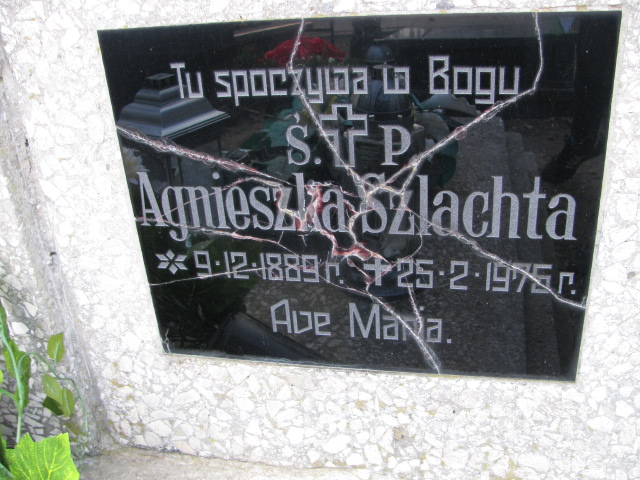 Tu spoczywa w Bogu
Ś. P
Agnieszka Szlachta
9·12·1889 r. 25·2·1975 r.
Ave Maria.